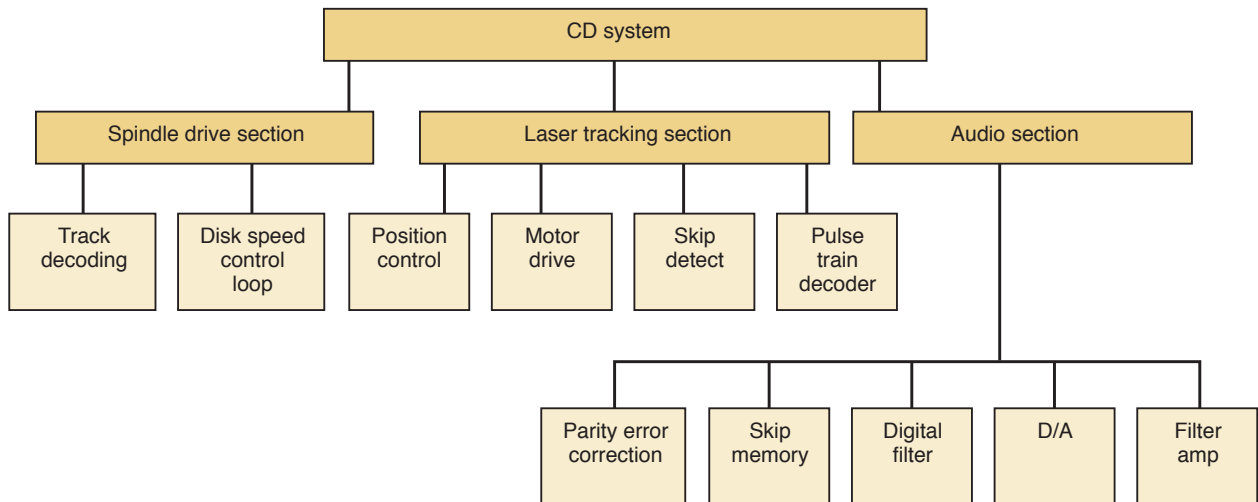 CD system
Spindle drive section
Laser tracking section
Audio section
Track
decoding
Disk speed
control
loop
Position
control
Motor
drive
Skip
detect
Pulse
train
decoder
Parity error
correction
Skip
memory
Digital
filter
D/A
Filter
amp